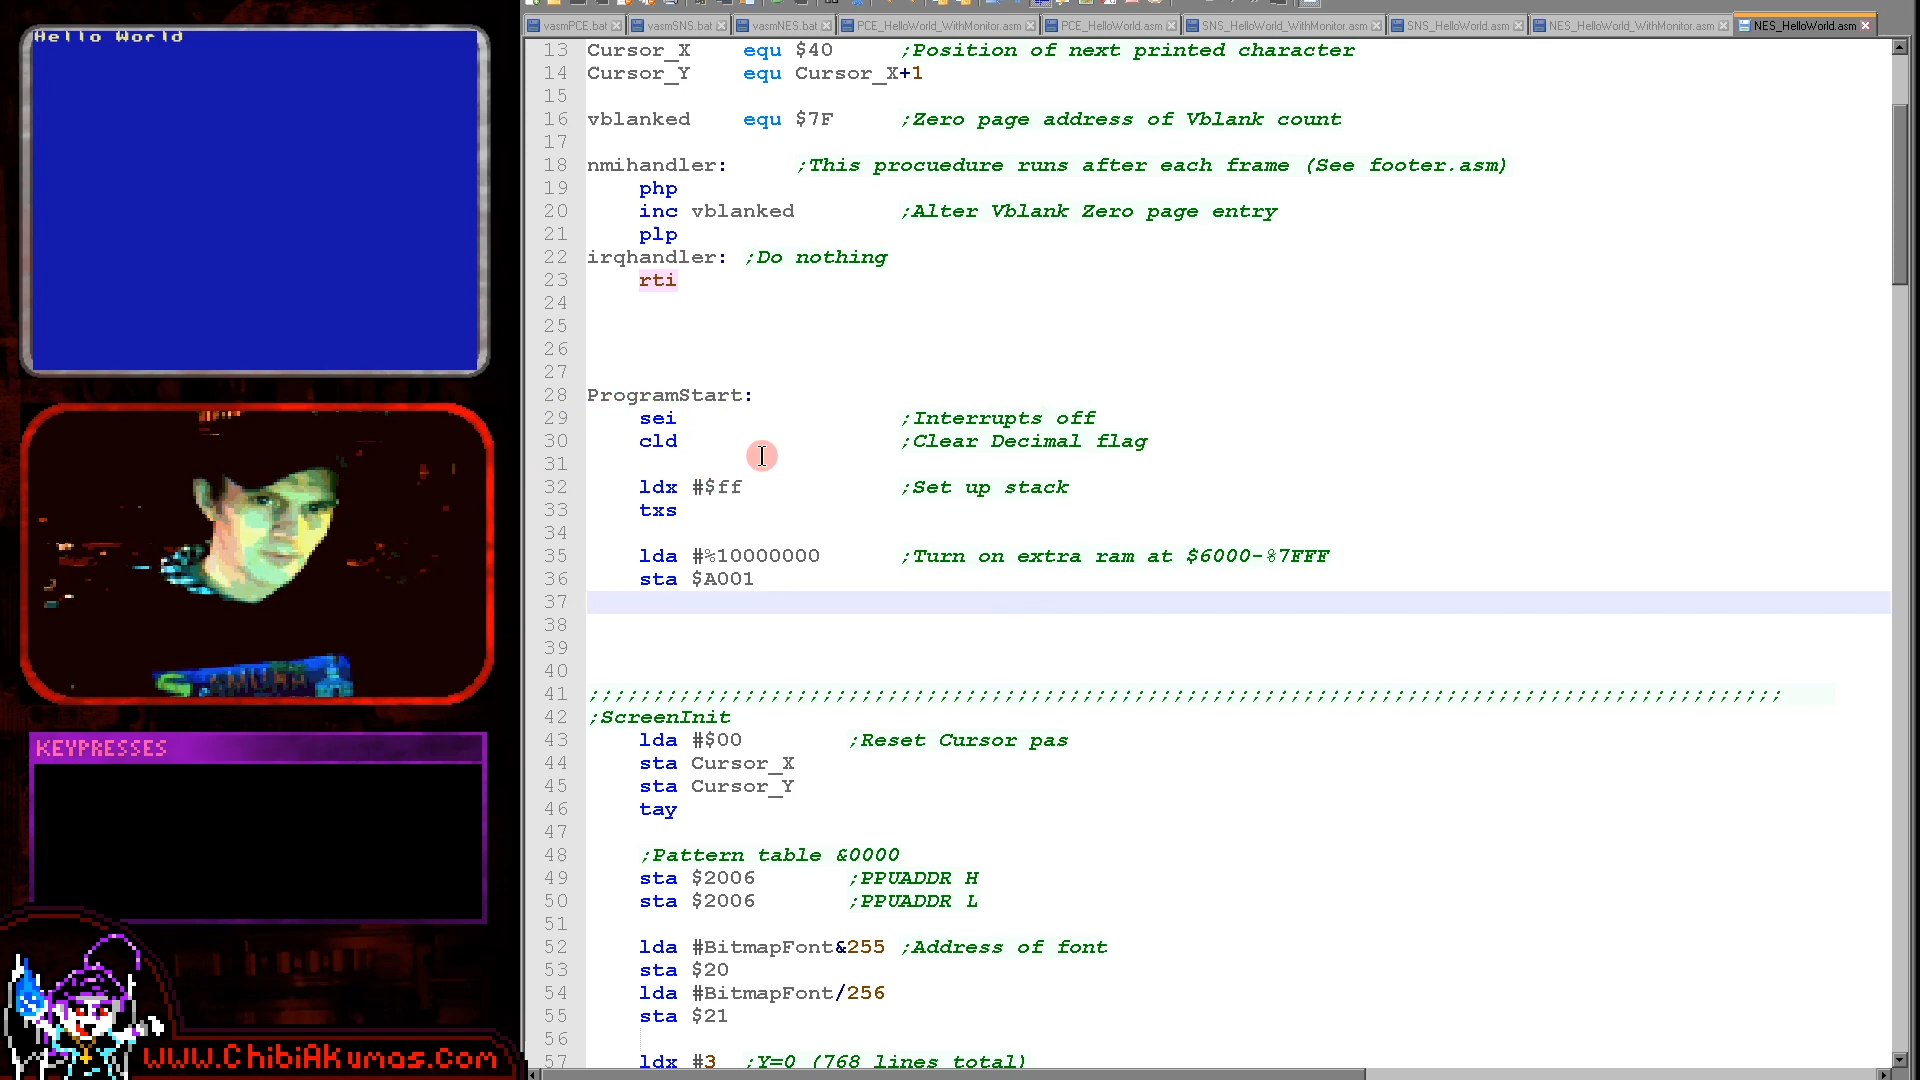 Hello World
KEYPRESSES
www.ChibiAkumas.com
vasmPCE.bat
vasmSNS.bat
vasmNES.bat
PCE_HelloWorld_WithMonitor.asm
PCE_HelloWorld.asm
SNS_HelloWorld_WithMonitor.asm
SNS_HelloWorld.asm
NES_HelloWorld_WithMonitor.asm
NES_HelloWorld.asm
13 Cursor_X equ $40 ;Position of next printed character
14 Cursor_Y equ Cursor_X+1
15
16 vblanked equ $7F ;Zero page address of Vblank count
17
18 nmihandler: ;This procuedure runs after each frame (See footer.asm)
19 php
20 inc vblanked ;Alter Vblank Zero page entry
21 plp
22 irqhandler: ;Do nothing
23 rti
24
25
26
27
28 ProgramStart:
29 sei ;Interrupts off
30 cld ;Clear Decimal flag
31
32 ldx #$ff ;Set up stack
33 txs
34
35 lda #%10000000 ;Turn on extra ram at $6000-%7FFF
36 sta $A001
37
38
39
40
41 ;;;;;;;;;;;;;;;;;;;;;;;;;;;;;;;;;;;;;;;;;;;;;;;;;;;;;;;;;;;;;;;;;;;;;;;;;;;;;;;;;;;;;;;;;;;;
42 ;ScreenInit
43 lda #$00 ;Reset Cursor pas
44 sta Cursor_X
45 sta Cursor_Y
46 tay
47
48 ;Pattern table &0000
49 sta $2006 ;PPUADDR H
50 sta $2006 ;PPUADDR L
51
52 lda #BitmapFont&255 ;Address of font
53 sta $20
54 lda #BitmapFont/256
55 sta $21
56
57 ldx #3 ;Y=0 (768 lines total)